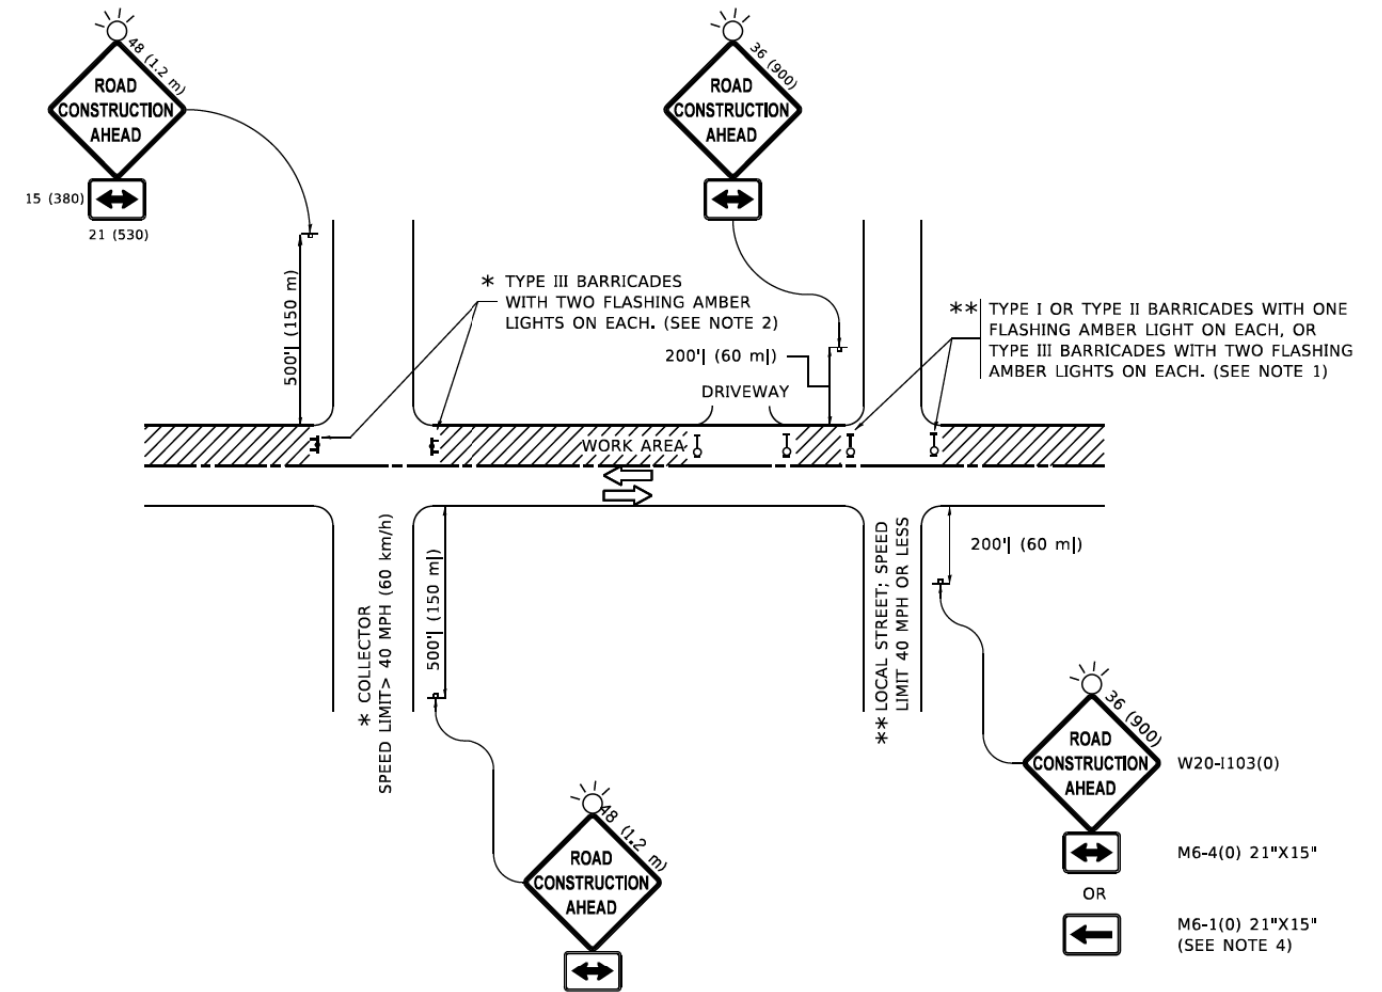 48 (1.2 m)
ROAD
CONSTRUCTION
AHEAD
15 (380)
21 (530)
36 (900)
ROAD
CONSTRUCTION
AHEAD
500'| (150 m)
* TYPE III BARRICADES
WITH TWO FLASHING AMBER
LIGHTS ON EACH. (SEE NOTE 2)
200'| (60 m|)
DRIVEWAY
** TYPE I OR TYPE II BARRICADES WITH ONE
FLASHING AMBER LIGHT ON EACH, OR
TYPE III BARRICADES WITH TWO FLASHING
AMBER LIGHTS ON EACH. (SEE NOTE 1)
WORK AREA
* COLLECTOR
SPEED LIMIT> 40 MPH (60 km/h)
500'| (150 m|)
** LOCAL STREET; SPEED
LIMIT 40 MPH OR LESS
200'| (60 m|)
36 (900)
ROAD
CONSTRUCTION
AHEAD
W20-I103(0)
M6-4(0) 21"X15"
OR
M6-1(0) 21"X15"
(SEE NOTE 4)
48 (1.2 m)
ROAD
CONSTRUCTION
AHEAD